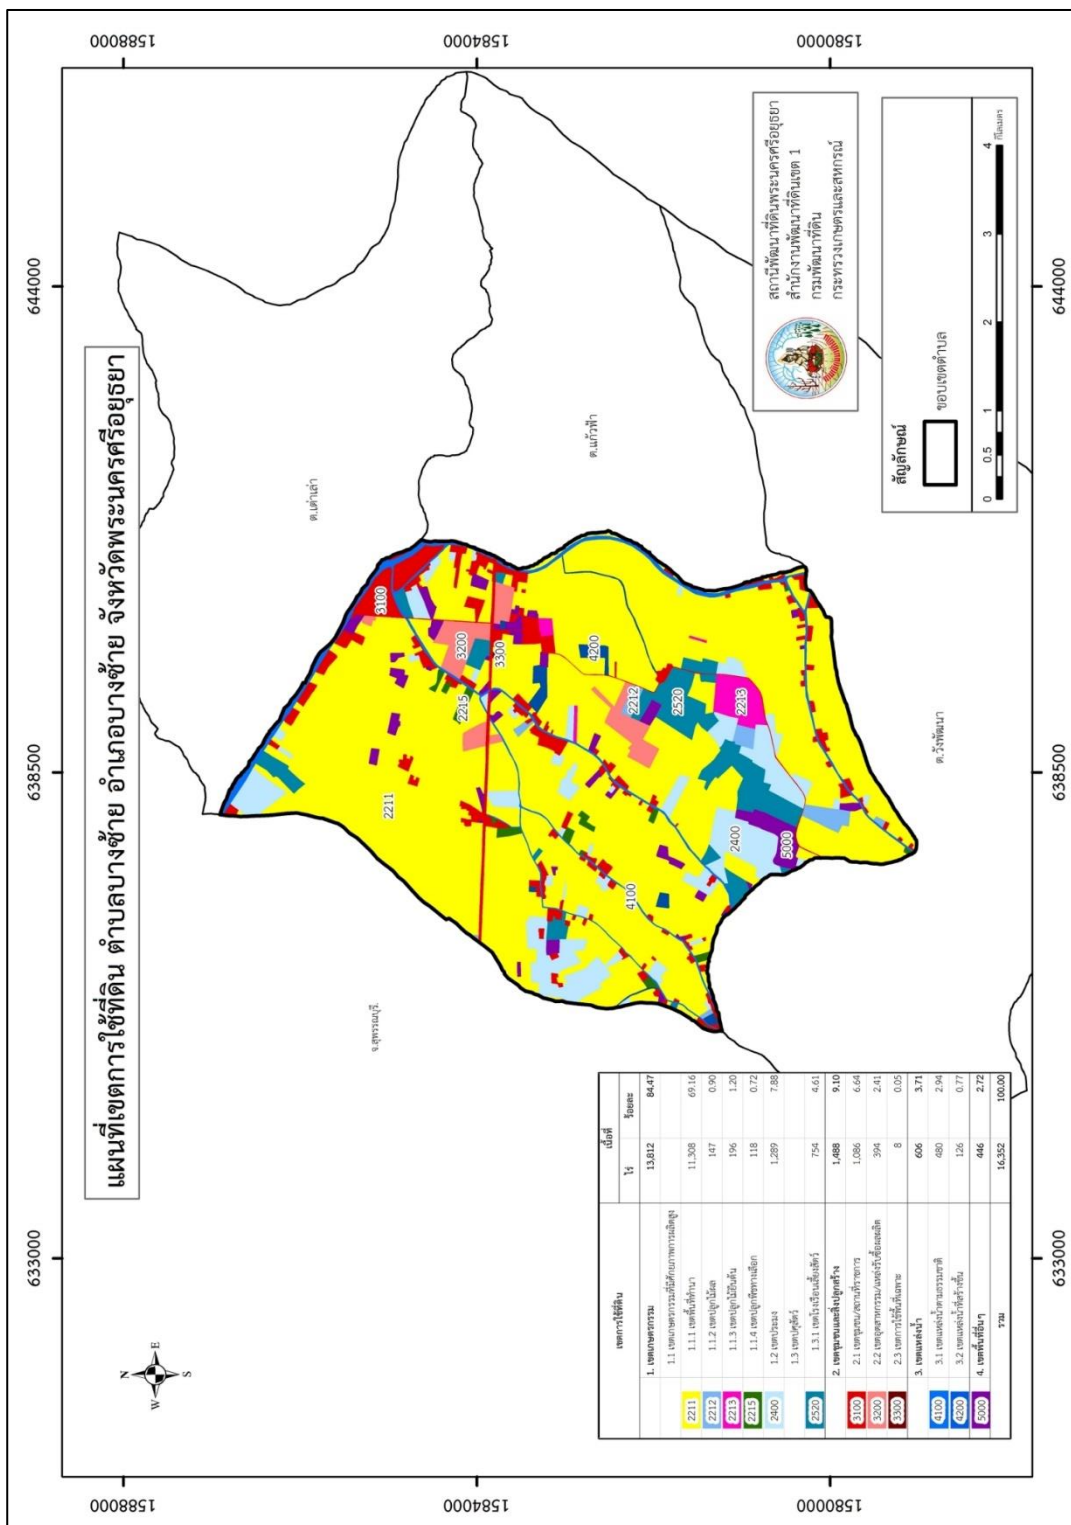 แผนที่เขตการใช้ที่ดิน ตำบลบางซ้าย อำเภอบางซ้าย จังหวัดพระนครศรีอยุธยา
633000
638500
644000
1588000
1588000
1584000
1584000
1580000
1580000
633000
638500
644000
N
E
S
W
ต.เต่าเล่า
ต.แก้วฟ้า
จ.สุพรรณบุรี.
ต.วังพัฒนา
3100
3200
3300
2215
2211
4200
2212
2520
2213
4100
2400
5000
เขตการใช้ที่ดิน เนื้อที่
ไร่ ร้อยละ
1. เขตเกษตรกรรม 13,812 84.47
1.1 เขตเกษตรกรรมที่มีศักยภาพการผลิตสูง
2211 1.1.1 เขตพื้นที่ทำนา 11,308 69.16
2212 1.1.2 เขตปลูกไม้ผล 147 0.90
2213 1.1.3 เขตปลูกไม้ยืนต้น 196 1.20
2215 1.1.4 เขตปลูกพืชทางเลือก 118 0.72
2400 1.2 เขตประมง 1,289 7.88
1.3 เขตปศุสัตว์
2520 1.3.1 เขตโรงเรือนเลี้ยงสัตว์ 754 4.61
2. เขตชุมชนและสิ่งปลูกสร้าง 1,488 9.10
3100 2.1 เขตชุมชน/สถานที่ราชการ 1,086 6.64
3200 2.2 เขตอุตสาหกรรม/แหล่งรับซื้อผลผลิต 394 2.41
3300 2.3 เขตการใช้พื้นที่เฉพาะ 8 0.05
3. เขตแหล่งน้ำ 606 3.71
4100 3.1 เขตแหล่งน้ำตามธรรมชาติ 480 2.94
4200 3.2 เขตแหล่งน้ำที่สร้างขึ้น 126 0.77
5000 4. เขตพื้นที่อื่นๆ 446 2.72
รวม 16,352 100.00
สถานีพัฒนาที่ดินพระนครศรีอยุธยา
สำนักงานพัฒนาที่ดินเขต 1
กรมพัฒนาที่ดิน
กระทรวงเกษตรและสหกรณ์
สัญลักษณ์
ขอบเขตตำบล
0 0.5 1 2 3 4
กิโลเมตร